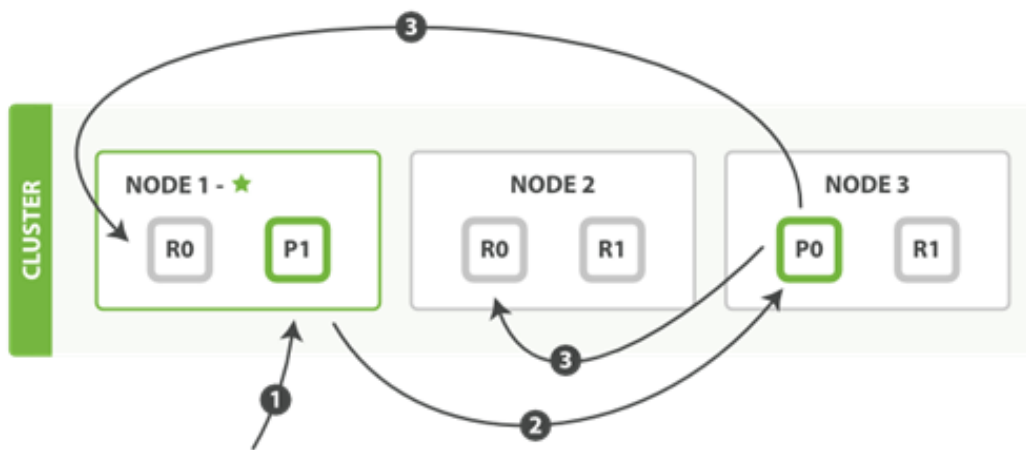 3
CLUSTER
NODE 1 - ★
NODE 2
NODE 3
R0
P1
R0
R1
P0
R1
3
1
2